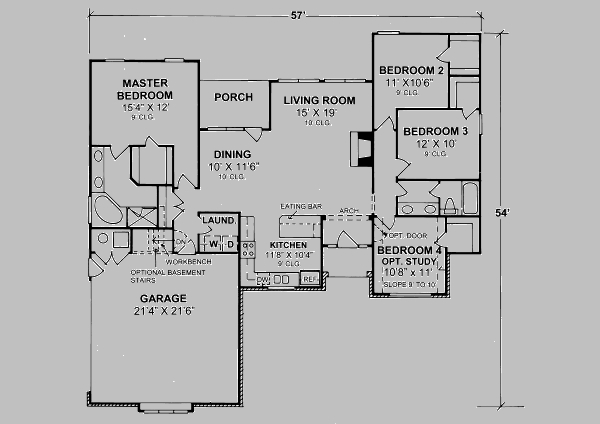 57'
MASTER
BEDROOM
15'4" X 12'
9' CLG.
PORCH
LIVING ROOM
15' X 19'
10' CLG.
BEDROOM 2
11' X 10'6"
9' CLG.
BEDROOM 3
12' X 10'
9' CLG.
DINING
10' X 11'6"
10' CLG.
EATING BAR
ARCH
54'
LAUND.
W D
DN
WORKBENCH
OPTIONAL BASEMENT
STAIRS
KITCHEN
11'8" X 10'4"
9' CLG.
DW
REF.
OPT. DOOR
BEDROOM 4
OPT. STUDY
10'8" x 11'
SLOPE 9' TO 10'
GARAGE
21'4" X 21'6"